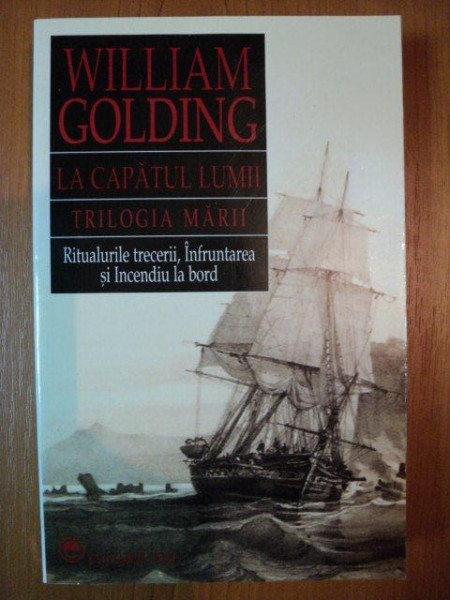 WILLIAM
GOLDING
LA CAPĂTUL LUMII
TRILOGIA MĂRII
Ritualurile trecerii, Înfruntarea
și Incendiu la bord